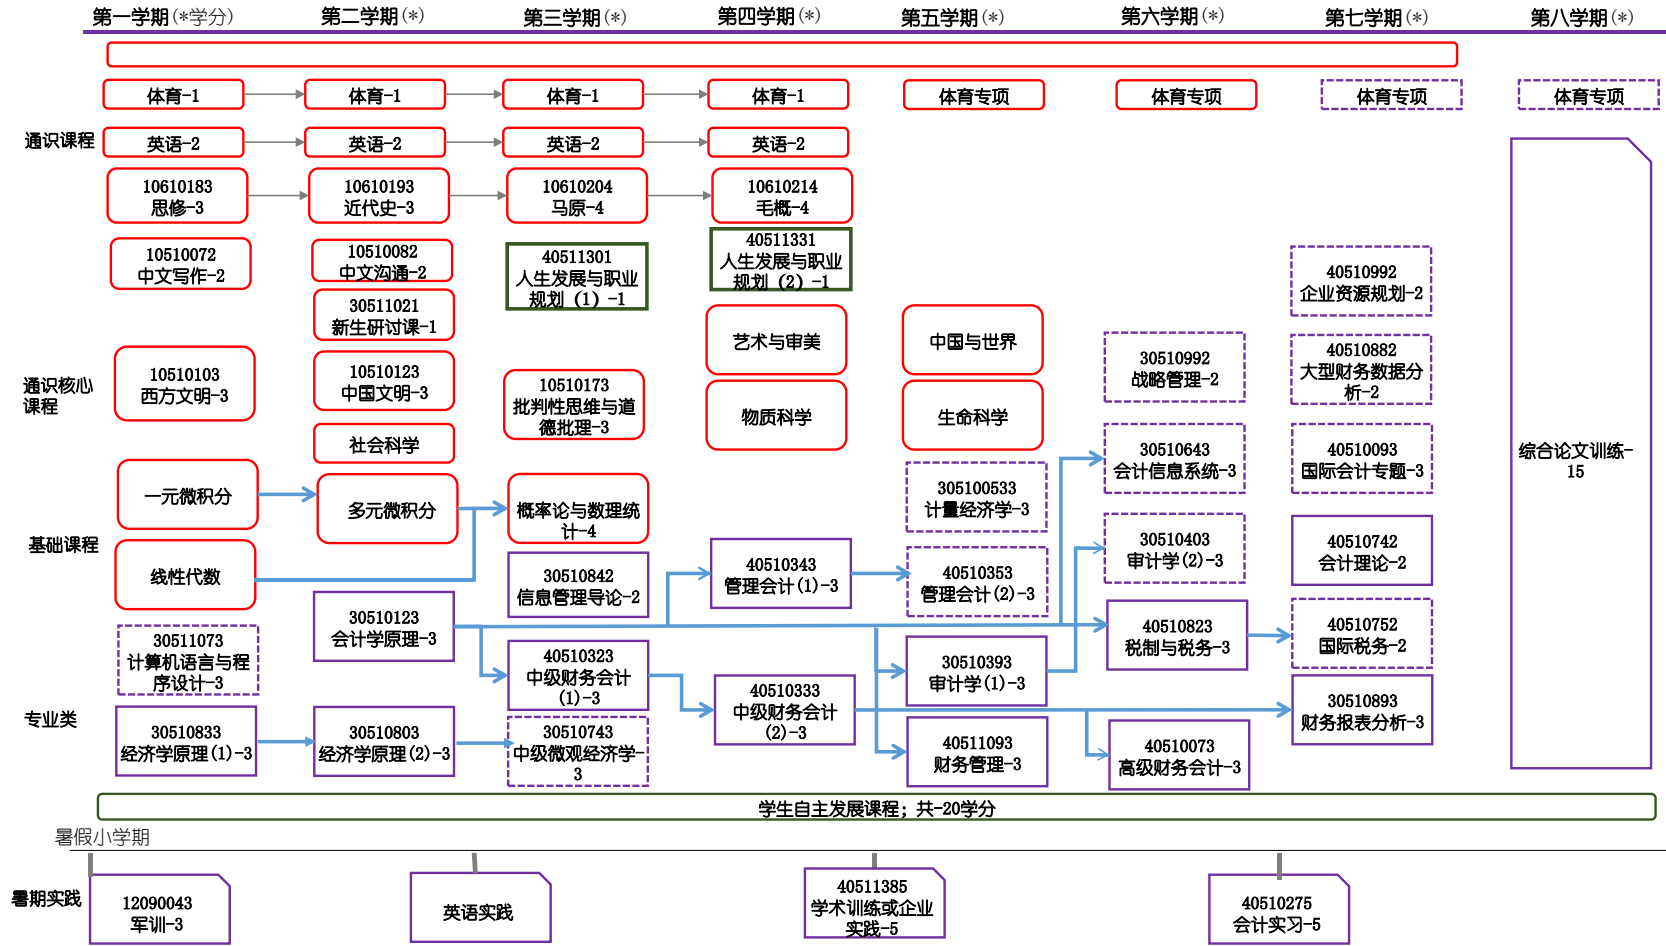 第一学期(*学分)
第二学期(*)
第三学期(*)
第四学期(*)
第五学期(*)
第六学期(*)
第七学期(*)
第八学期(*)
体育-1
体育-1
体育-1
体育-1
体育专项
体育专项
体育专项
体育专项
通识课程
英语-2
英语-2
英语-2
英语-2
10610183
思修-3
10610193
近代史-3
10610204
马原-4
10610214
毛概-4
10510072
中文写作-2
10510082
中文沟通-2
40511301
人生发展与职业
规划（1）-1
40511331
人生发展与职业
规划（2）-1
40510992
企业资源规划-2
30511021
新生研讨课-1
艺术与审美
中国与世界
30510992
战略管理-2
40510882
大型财务数据分
析-2
通识核心
课程
10510103
西方文明-3
10510123
中国文明-3
10510173
批判性思维与道
德批理-3
物质科学
生命科学
社会科学
30510643
会计信息系统-3
40510093
国际会计专题-3
综合论文训练-
15
一元微积分
多元微积分
概率论与数理统
计-4
305100533
计量经济学-3
基础课程
线性代数
30510842
信息管理导论-2
40510343
管理会计(1)-3
40510353
管理会计(2)-3
30510403
审计学(2)-3
40510742
会计理论-2
30511073
计算机语言与程
序设计-3
30510123
会计学原理-3
40510323
中级财务会计
(1)-3
40510333
中级财务会计
(2)-3
30510393
审计学(1)-3
40510823
税制与税务-3
40510752
国际税务-2
专业类
30510833
经济学原理(1)-3
30510803
经济学原理(2)-3
30510743
中级微观经济学-
3
40511093
财务管理-3
40510073
高级财务会计-3
30510893
财务报表分析-3
学生自主发展课程；共-20学分
暑假小学期
暑期实践
12090043
军训-3
英语实践
40511385
学术训练或企业
实践-5
40510275
会计实习-5